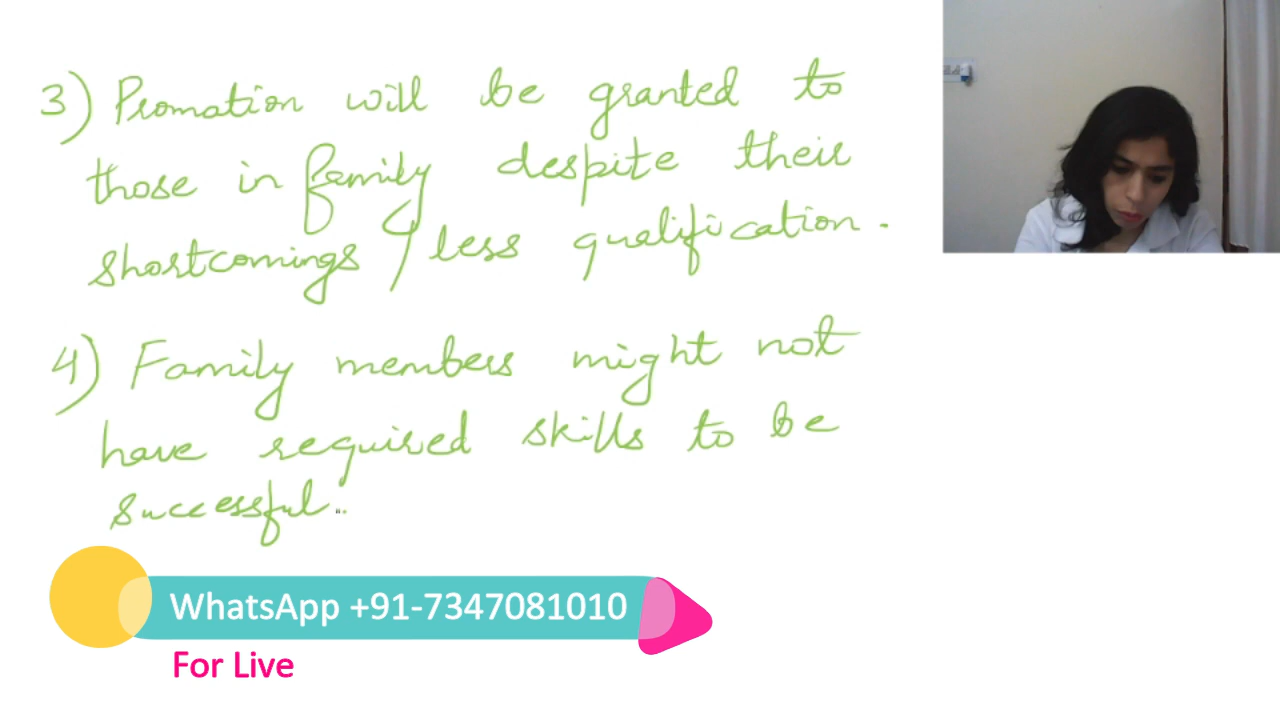 3) Promation will be granted to
those in family despite their
shortcomings / less qualification.
4) Family members might not
have required skills to be
successful.
WhatsApp +91-7347081010
For Live